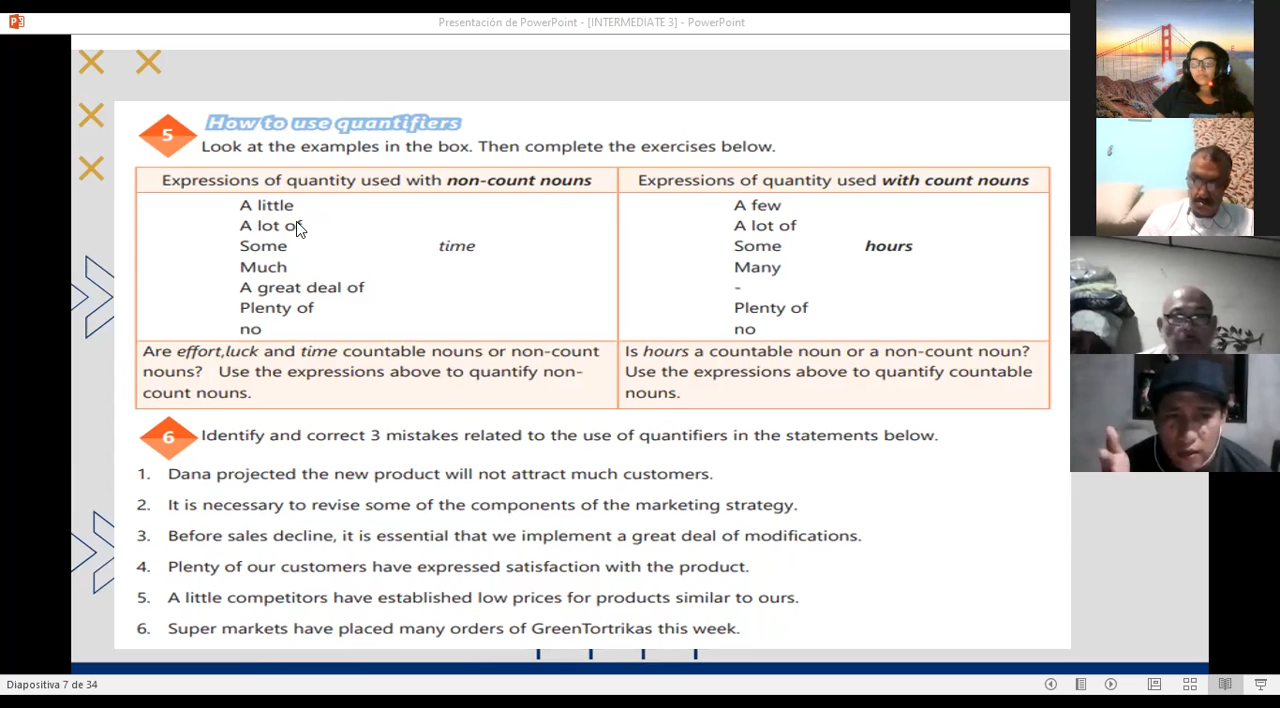 Presentación de PowerPoint - [INTERMEDIATE 3] - PowerPoint
5
How to use quantifiers
Look at the examples in the box. Then complete the exercises below.
Expressions of quantity used with non-count nouns
A little
A lot of
Some time
Much
A great deal of
Plenty of
no
Are effort,luck and time countable nouns or non-count
nouns? Use the expressions above to quantify non-
count nouns.
Expressions of quantity used with count nouns
A few
A lot of
Some hours
Many
-
Plenty of
no
Is hours a countable noun or a non-count noun?
Use the expressions above to quantify countable
nouns.
6
Identify and correct 3 mistakes related to the use of quantifiers in the statements below.
1. Dana projected the new product will not attract much customers.
2. It is necessary to revise some of the components of the marketing strategy.
3. Before sales decline, it is essential that we implement a great deal of modifications.
4. Plenty of our customers have expressed satisfaction with the product.
5. A little competitors have established low prices for products similar to ours.
6. Super markets have placed many orders of GreenTortrikas this week.
Diapositiva 7 de 34